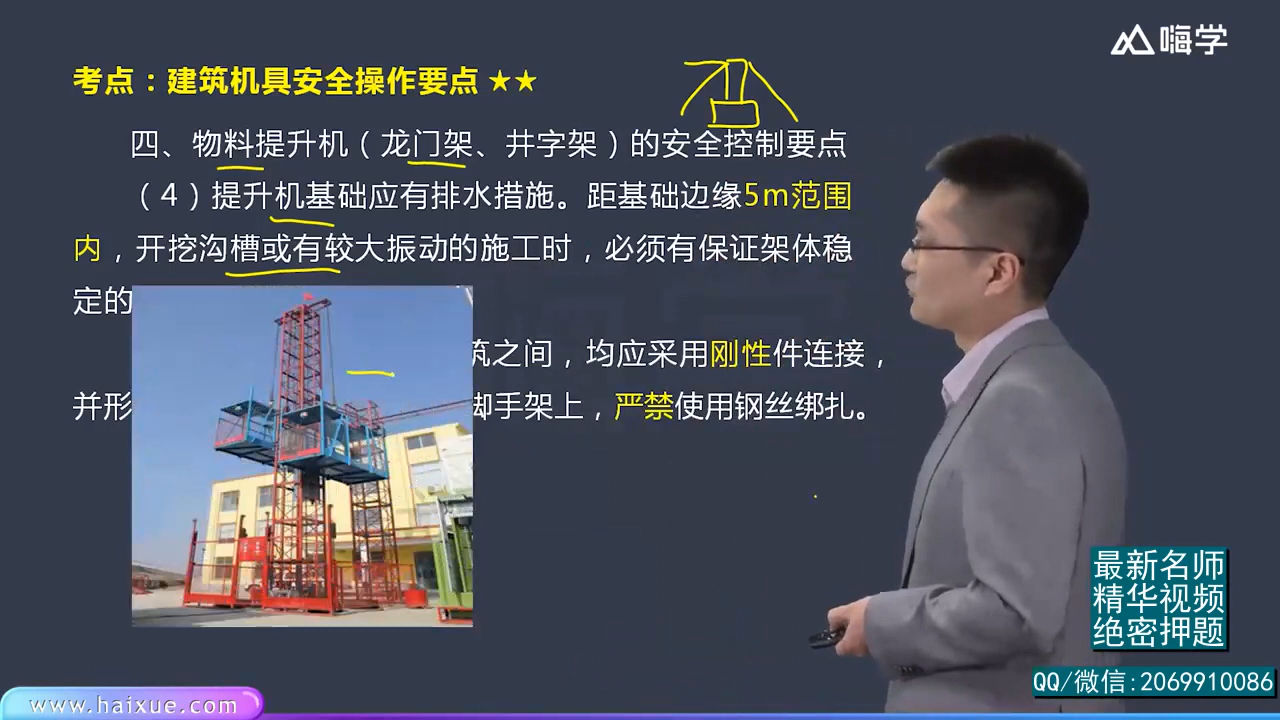 嗨学
考点：建筑机具安全操作要点 ★★
四、物料提升机（龙门架、井字架）的安全控制要点
（4）提升机基础应有排水措施。距基础边缘5m范围
内，开挖沟槽或有较大振动的施工时，必须有保证架体稳
定的
筑之间，均应采用刚性件连接，
并形
脚手架上，严禁使用钢丝绑扎。
最新名师
精华视频
绝密押题
QQ/微信:2069910086
www.haixue.com